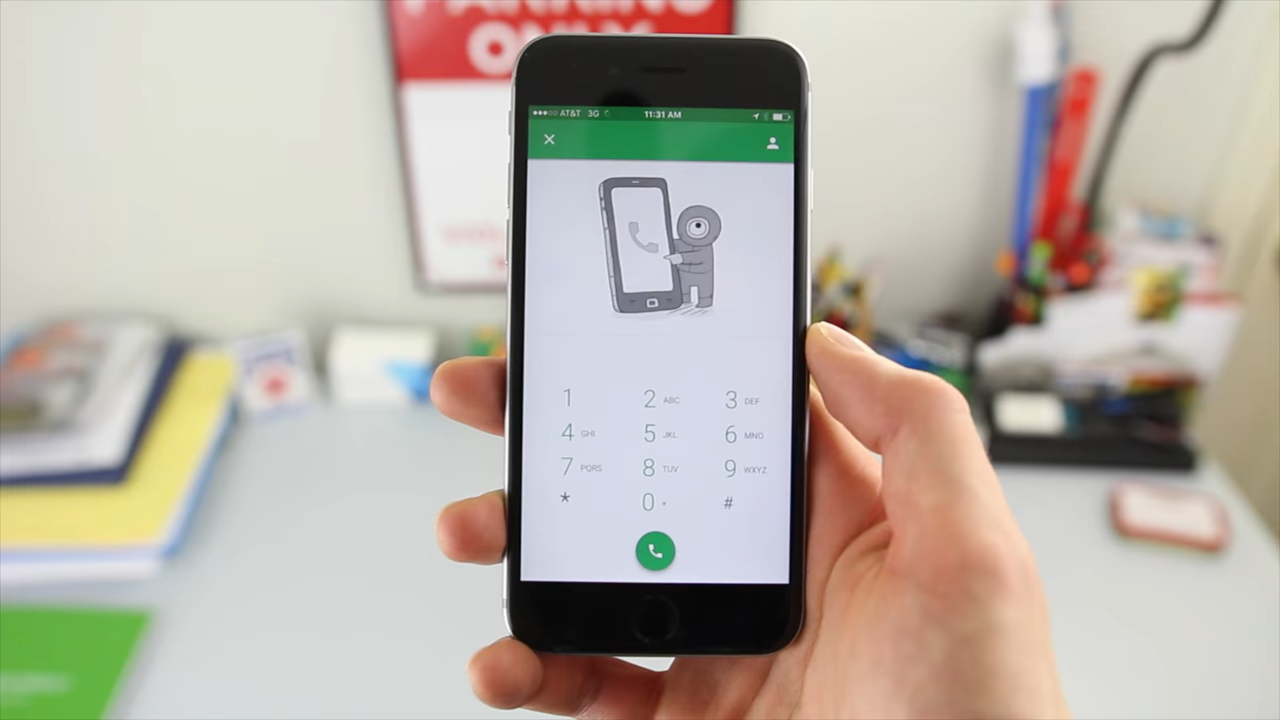 ONLY
AT&T 3G 11:31 AM
1 2 ABC 3 DEF
4 GHI 5 JKL 6 MNO
7 PQRS 8 TUV 9 WXYZ
* 0 + #